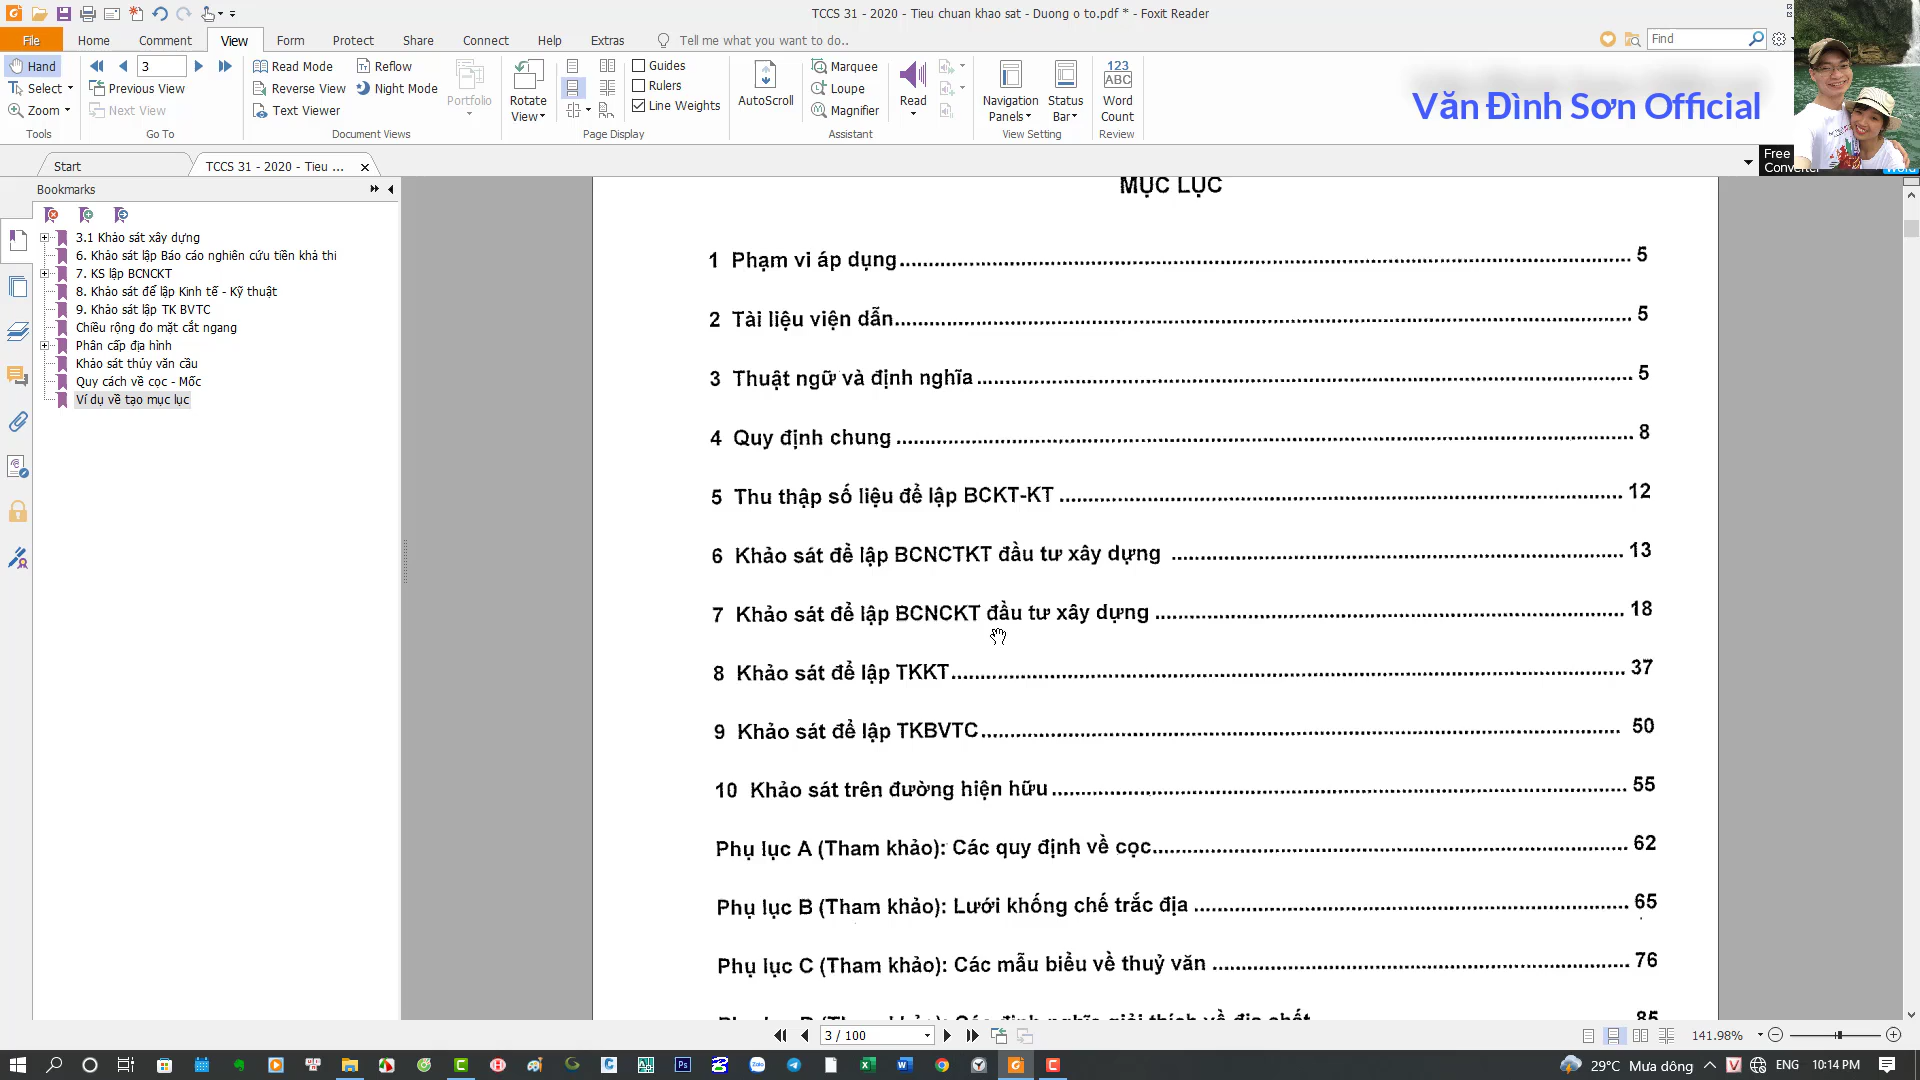 TCCS 31 - 2020 - Tieu chuan khao sat - Duong o to.pdf * - Foxit Reader
File Home Comment View Form Protect Share Connect Help Extras Tell me what you want to do.. Find
Hand 3 Read Mode Reflow Guides Marquee
Select Previous View Reverse View Night Mode Rulers Loupe
Zoom Next View Text Viewer Portfolio Rotate View Line Weights AutoScroll Magnifier Read Navigation Panels Status Bar Word Count
Tools Go To Document Views Page Display Assistant View Setting Review
Văn Đình Sơn Official
Start TCCS 31 - 2020 - Tieu ... Free
Bookmarks
3.1 Khảo sát xây dựng
6. Khảo sát lập Báo cáo nghiên cứu tiền khả thi
7. KS lập BCNCKT
8. Khảo sát để lập Kinh tế - Kỹ thuật
9. Khảo sát lập TK BVTC
Chiều rộng đo mặt cắt ngang
Phân cấp địa hình
Khảo sát thủy văn cầu
Quy cách về cọc - Mốc
Ví dụ về tạo mục lục
MỤC LỤC
1 Phạm vi áp dụng 5
2 Tài liệu viện dẫn 5
3 Thuật ngữ và định nghĩa 5
4 Quy định chung 8
5 Thu thập số liệu để lập BCKT-KT 12
6 Khảo sát để lập BCNCTKT đầu tư xây dựng 13
7 Khảo sát để lập BCNCKT đầu tư xây dựng 18
8 Khảo sát để lập TKKT 37
9 Khảo sát để lập TKBVTC 50
10 Khảo sát trên đường hiện hữu 55
Phụ lục A (Tham khảo): Các quy định về cọc 62
Phụ lục B (Tham khảo): Lưới khống chế trắc địa 65
Phụ lục C (Tham khảo): Các mẫu biểu về thuỷ văn 76
3 / 100 141.98%
29°C Mưa dông ENG 10:14 PM